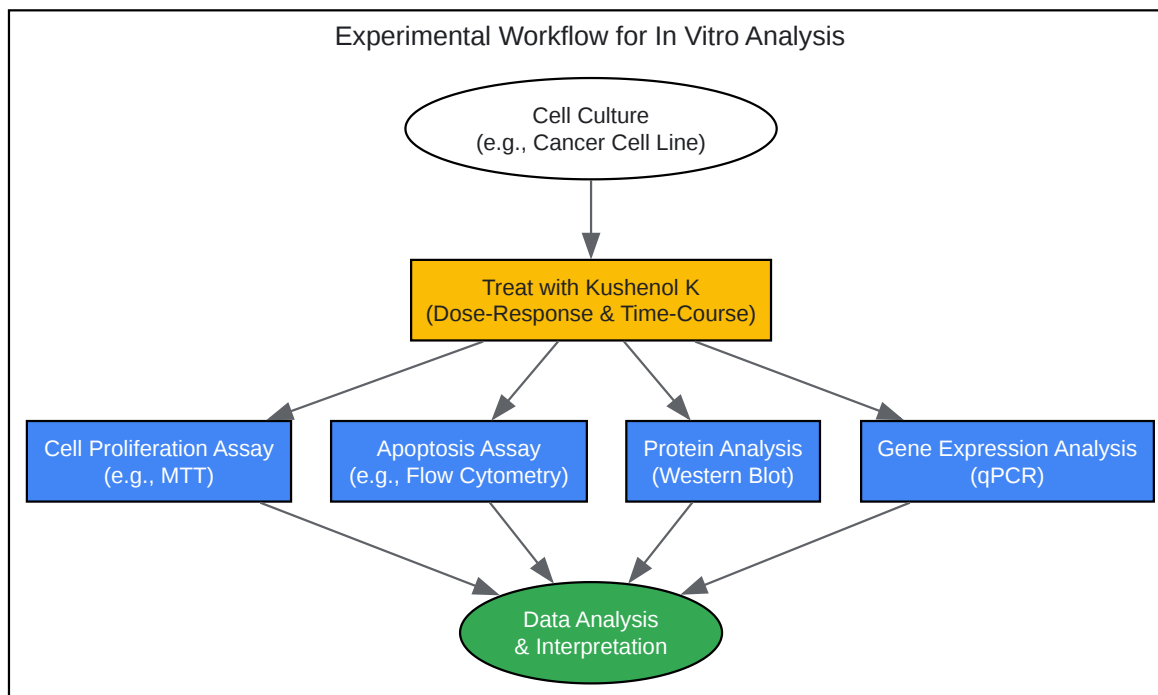 Experimental Workflow for In Vitro Analysis
Cell Culture
(e.g., Cancer Cell Line)
Treat with Kushenol K
(Dose-Response & Time-Course)
Cell Proliferation Assay
(e.g., MTT)
Apoptosis Assay
(e.g., Flow Cytometry)
Protein Analysis
(Western Blot)
Gene Expression Analysis
(qPCR)
Data Analysis
& Interpretation